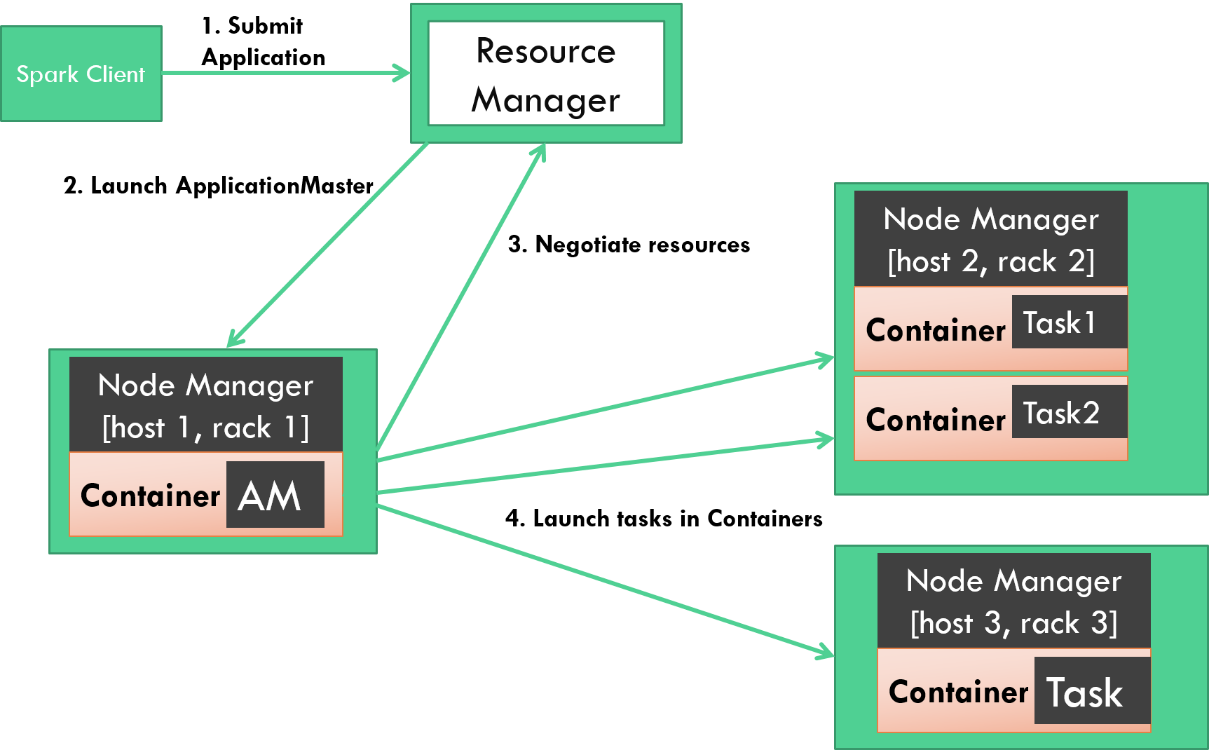 1. Submit
Application
Spark Client
Resource
Manager
2. Launch ApplicationMaster
3. Negotiate resources
Node Manager
[host 2, rack 2]
Container Task1
Container Task2
Node Manager
[host 1, rack 1]
Container AM
4. Launch tasks in Containers
Node Manager
[host 3, rack 3]
Container Task